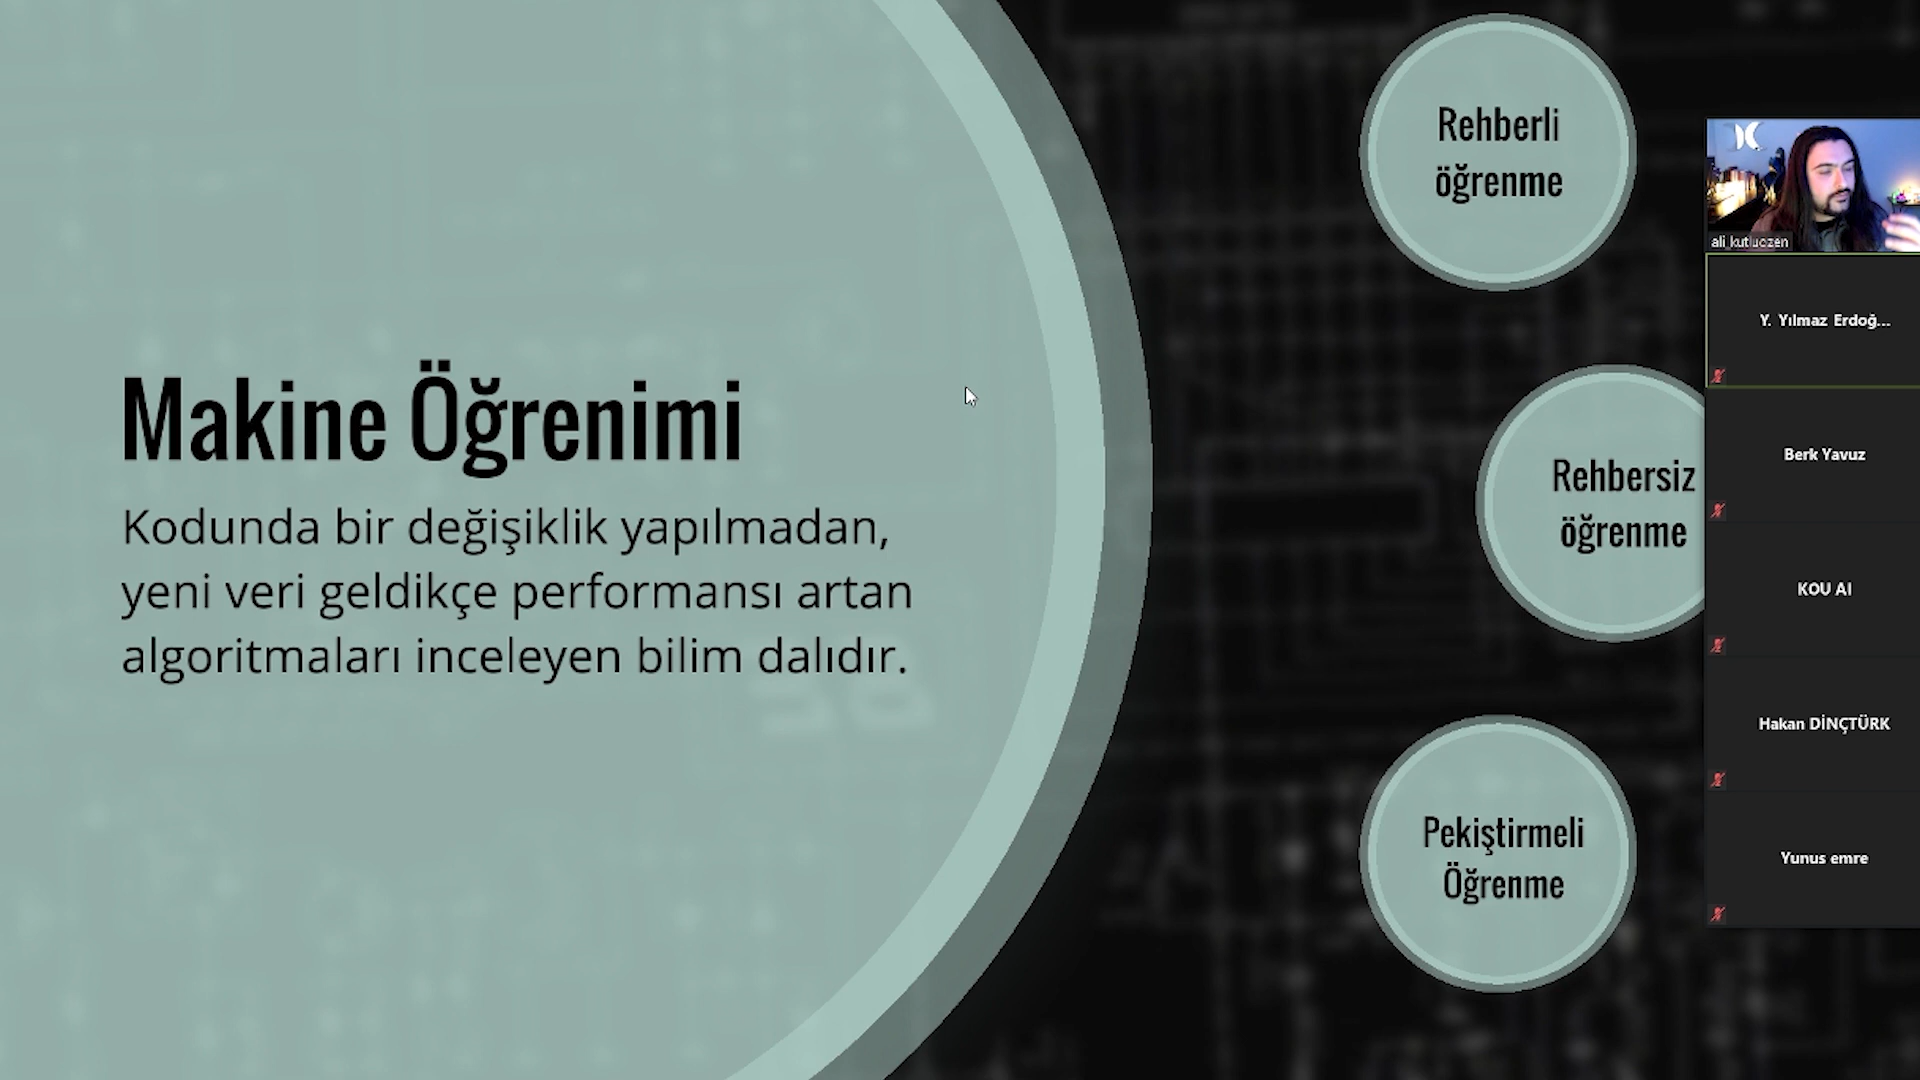 Makine Öğrenimi
Kodunda bir değişiklik yapılmadan,
yeni veri geldikçe performansı artan
algoritmaları inceleyen bilim dalıdır.
Rehberli
öğrenme
Rehbersiz
öğrenme
Pekiştirmeli
Öğrenme
ali_kutluozen
Y. Yılmaz Erdoğ...
Berk Yavuz
KOU AI
Hakan DİNÇTÜRK
Yunus emre